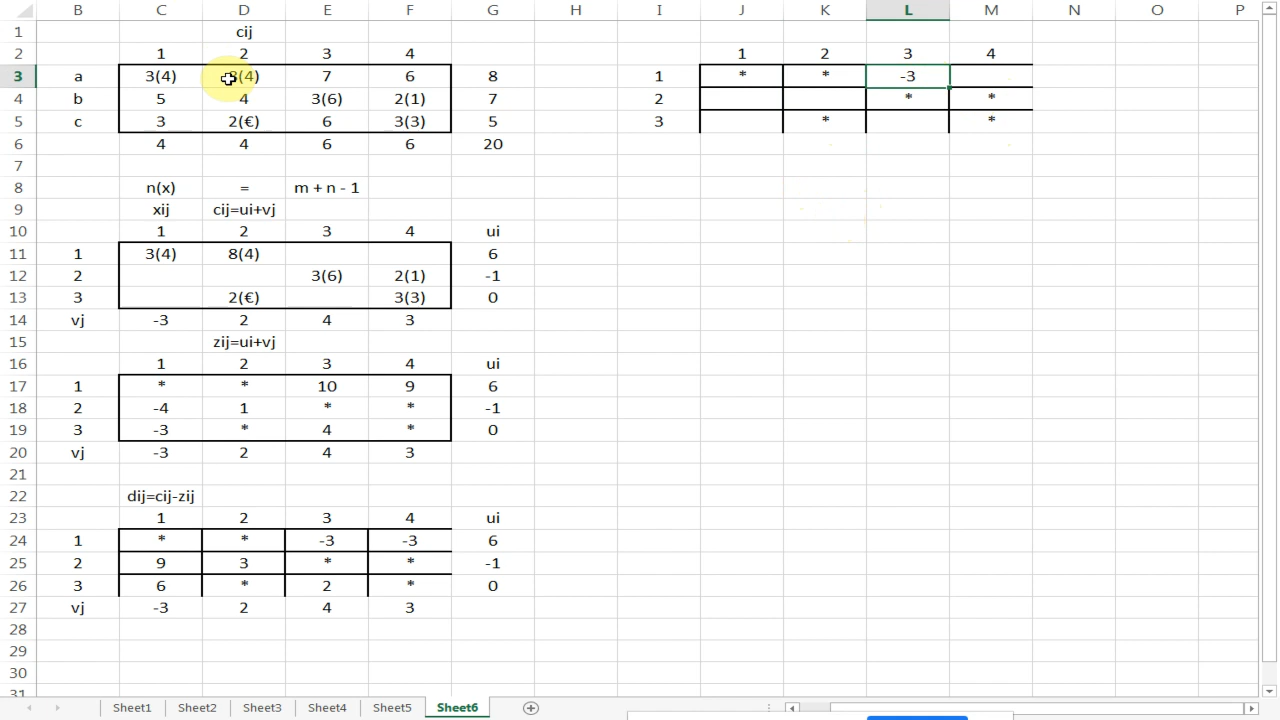 B C D E F G H I J K L M N O P
1 cij
2 1 2 3 4 1 2 3 4
3 a 3(4) 8(4) 7 6 8 1 * * -3
4 b 5 4 3(6) 2(1) 7 2 * *
5 c 3 2(€) 6 3(3) 5 3 * *
6 4 4 6 6 20
7
8 n(x) = m + n - 1
9 xij cij=ui+vj
10 1 2 3 4 ui
11 1 3(4) 8(4) 6
12 2 3(6) 2(1) -1
13 3 2(€) 3(3) 0
14 vj -3 2 4 3
15 zij=ui+vj
16 1 2 3 4 ui
17 1 * * 10 9 6
18 2 -4 1 * * -1
19 3 -3 * 4 * 0
20 vj -3 2 4 3
21
22 dij=cij-zij
23 1 2 3 4 ui
24 1 * * -3 -3 6
25 2 9 3 * * -1
26 3 6 * 2 * 0
27 vj -3 2 4 3
28
29
30
31
Sheet1 Sheet2 Sheet3 Sheet4 Sheet5 Sheet6